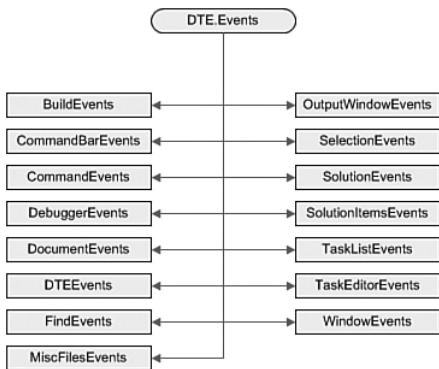 DTE.Events
BuildEvents
OutputWindowEvents
CommandBarEvents
SelectionEvents
CommandEvents
SolutionEvents
DebuggerEvents
SolutionItemsEvents
DocumentEvents
TaskListEvents
DTEEvents
TaskEditorEvents
FindEvents
WindowEvents
MiscFilesEvents